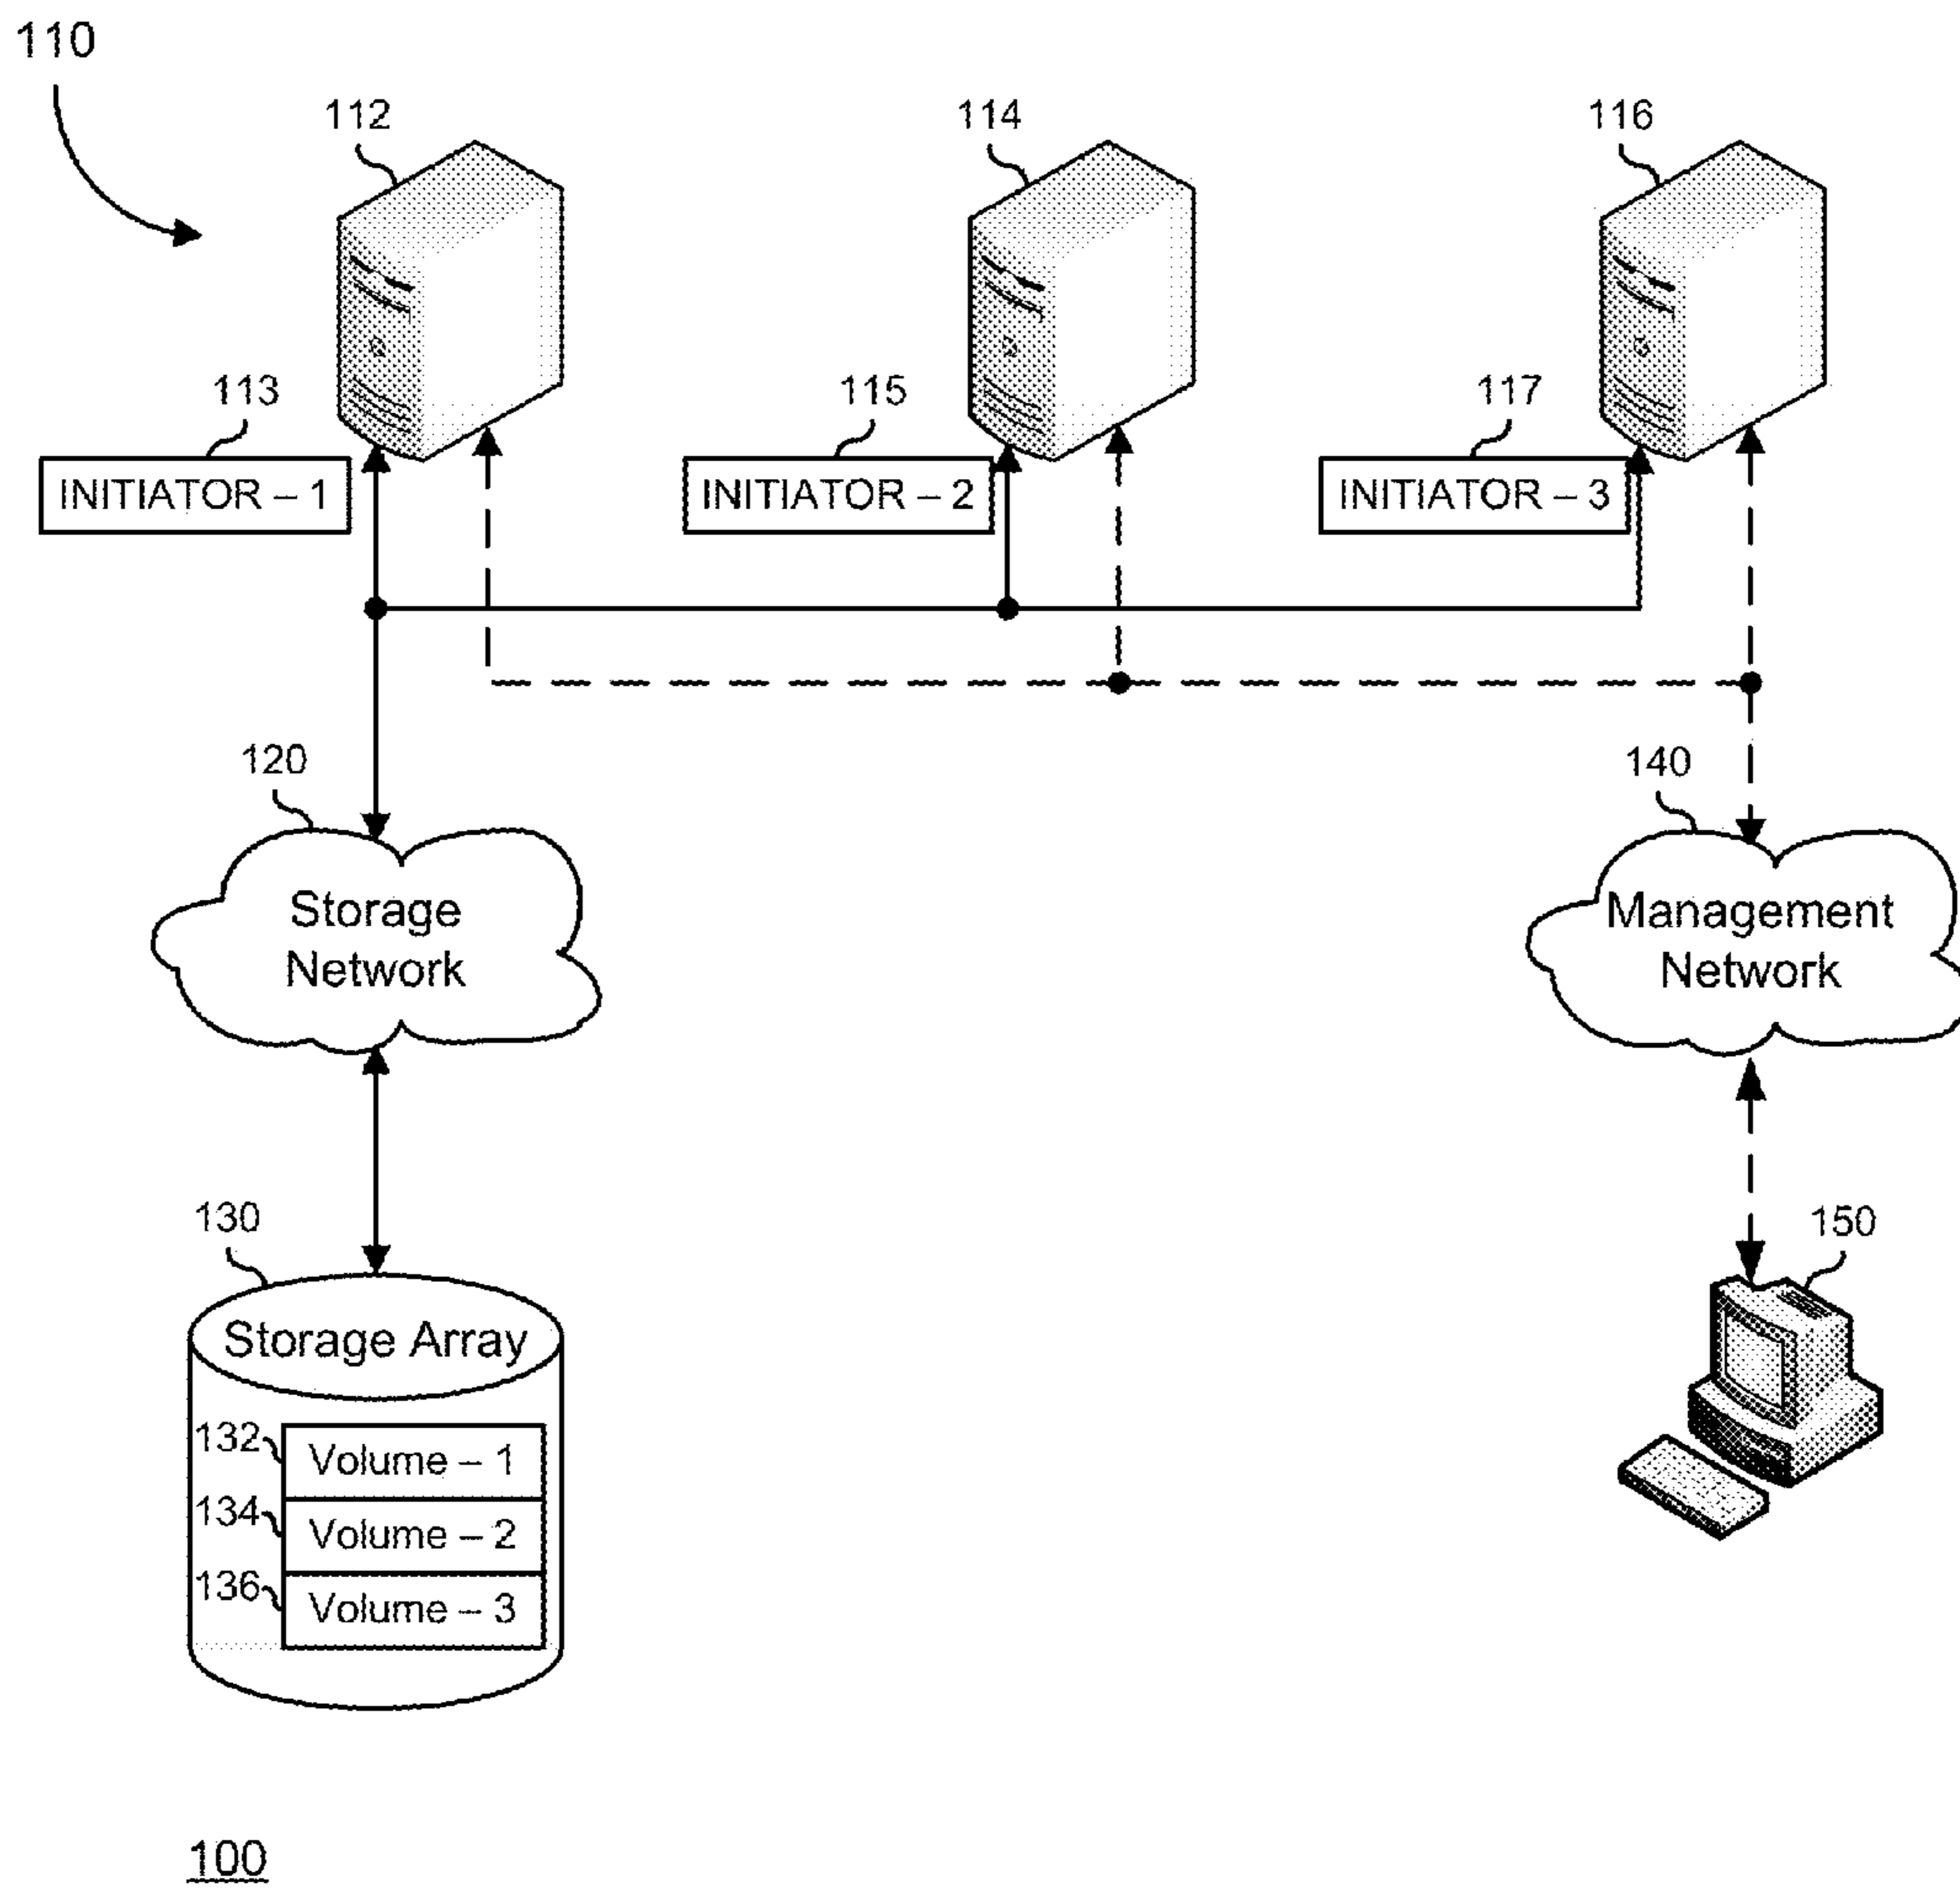 110
112
114
116
113
115
117
INITIATOR – 1
INITIATOR – 2
INITIATOR – 3
120
140
Storage
Network
Management
Network
130
150
Storage Array
132
Volume – 1
134
Volume – 2
136
Volume – 3
100